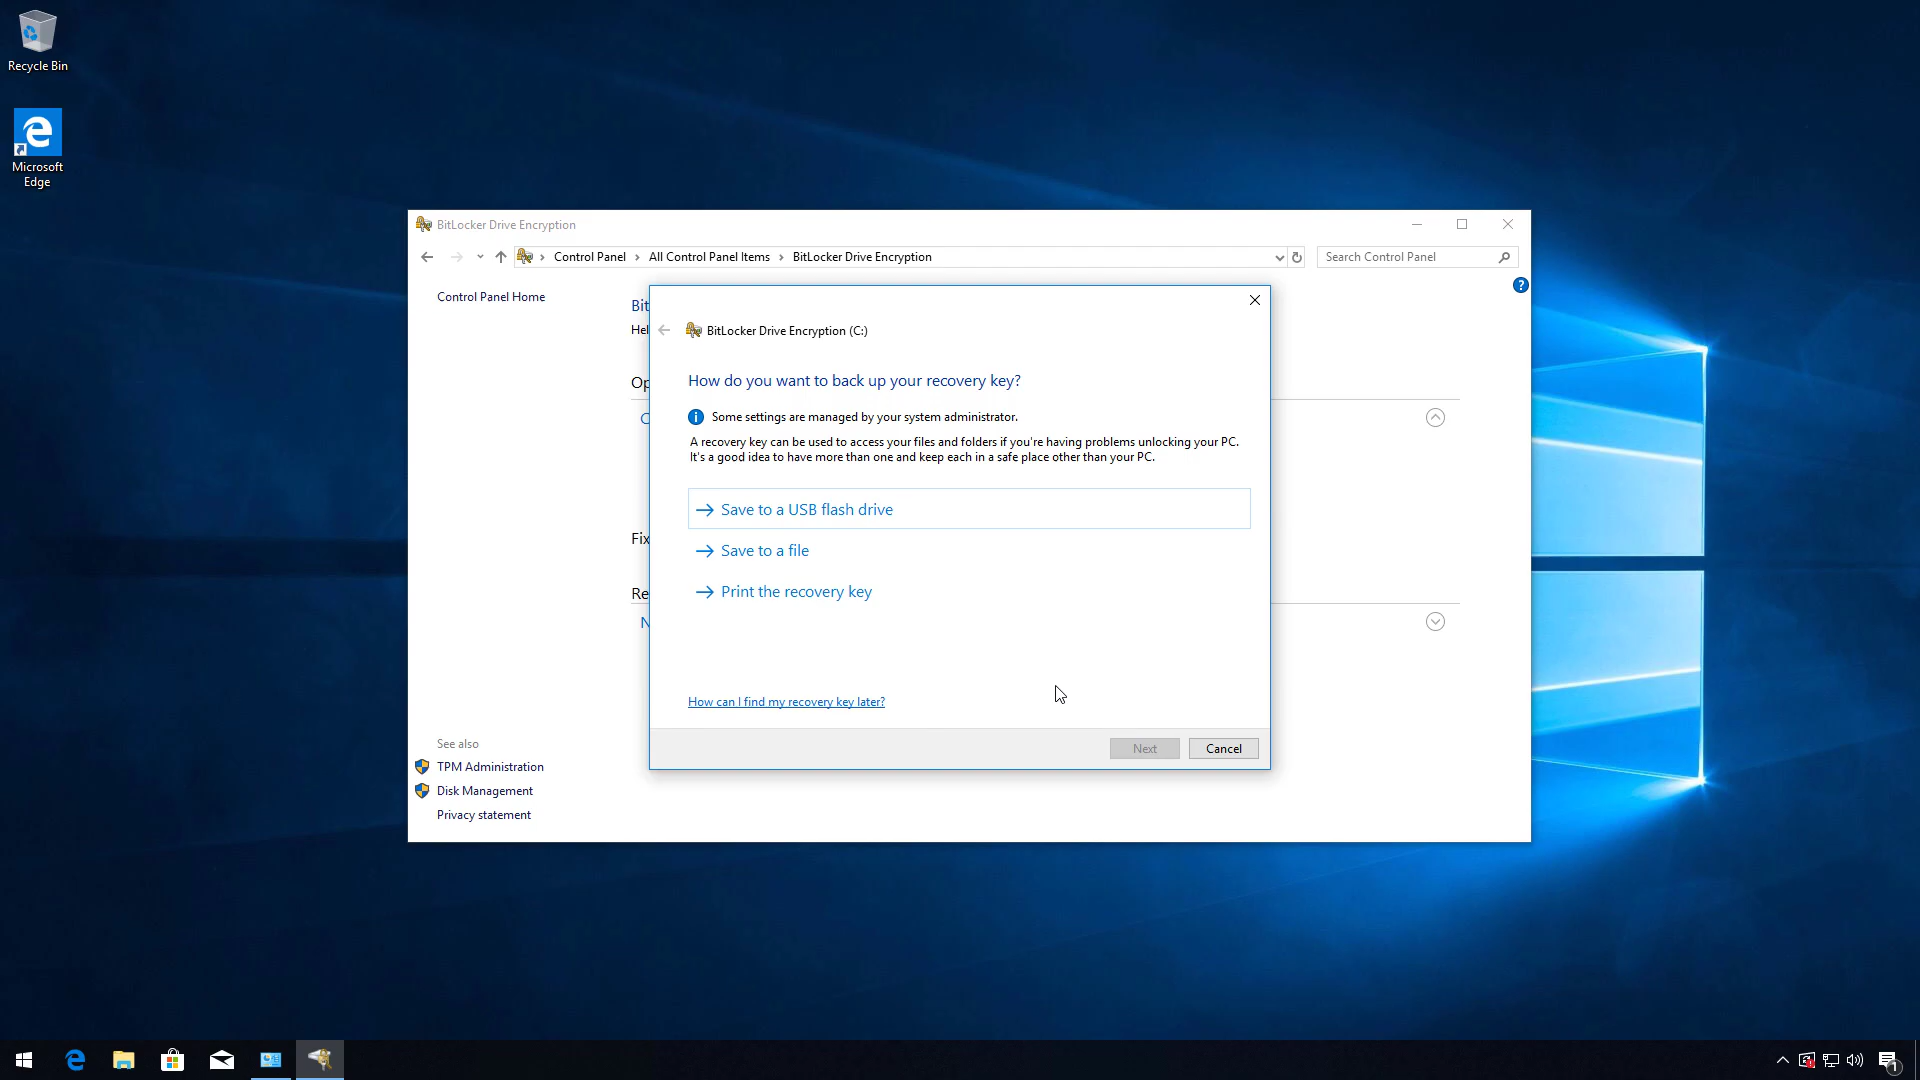 Recycle Bin
Microsoft
Edge
BitLocker Drive Encryption
Control Panel › All Control Panel Items › BitLocker Drive Encryption
Search Control Panel
Control Panel Home
Bit
Hel
Op
C
Fix
Re
N
BitLocker Drive Encryption (C:)
How do you want to back up your recovery key?
Some settings are managed by your system administrator.
A recovery key can be used to access your files and folders if you're having problems unlocking your PC.
It's a good idea to have more than one and keep each in a safe place other than your PC.
Save to a USB flash drive
Save to a file
Print the recovery key
How can I find my recovery key later?
Next
Cancel
See also
TPM Administration
Disk Management
Privacy statement
1